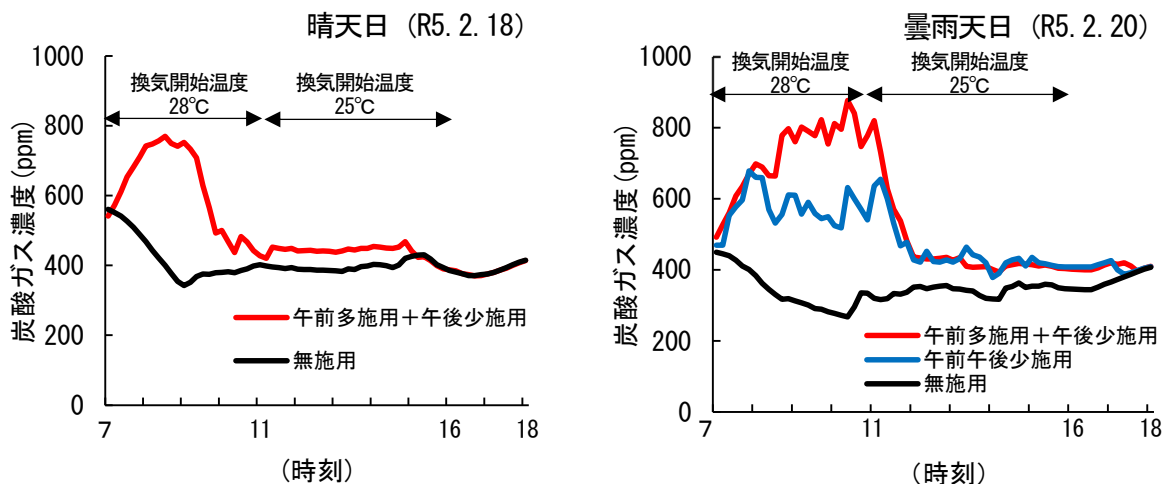 晴天日 (R5.2.18)
換気開始温度
28℃
換気開始温度
25℃
炭酸ガス濃度(ppm)
1000
800
600
400
200
0
午前多施用＋午後少施用
無施用
7
11
16
18
(時刻)
曇雨天日 (R5.2.20)
換気開始温度
28℃
換気開始温度
25℃
炭酸ガス濃度(ppm)
1000
800
600
400
200
0
午前多施用＋午後少施用
午前午後少施用
無施用
7
11
16
18
(時刻)